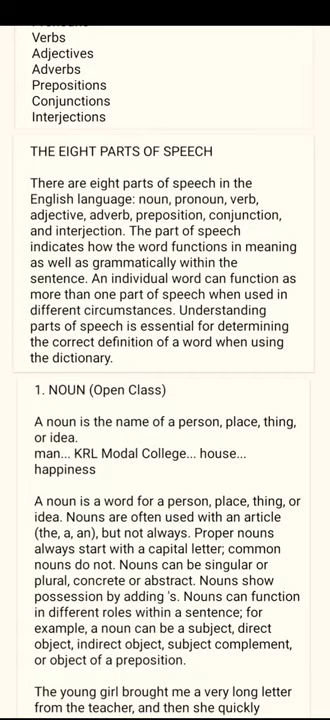 Verbs
Adjectives
Adverbs
Prepositions
Conjunctions
Interjections
THE EIGHT PARTS OF SPEECH
There are eight parts of speech in the
English language: noun, pronoun, verb,
adjective, adverb, preposition, conjunction,
and interjection. The part of speech
indicates how the word functions in meaning
as well as grammatically within the
sentence. An individual word can function as
more than one part of speech when used in
different circumstances. Understanding
parts of speech is essential for determining
the correct definition of a word when using
the dictionary.
1. NOUN (Open Class)
A noun is the name of a person, place, thing,
or idea.
man... KRL Modal College... house...
happiness
A noun is a word for a person, place, thing, or
idea. Nouns are often used with an article
(the, a, an), but not always. Proper nouns
always start with a capital letter; common
nouns do not. Nouns can be singular or
plural, concrete or abstract. Nouns show
possession by adding 's. Nouns can function
in different roles within a sentence; for
example, a noun can be a subject, direct
object, indirect object, subject complement,
or object of a preposition.
The young girl brought me a very long letter
from the teacher, and then she quickly